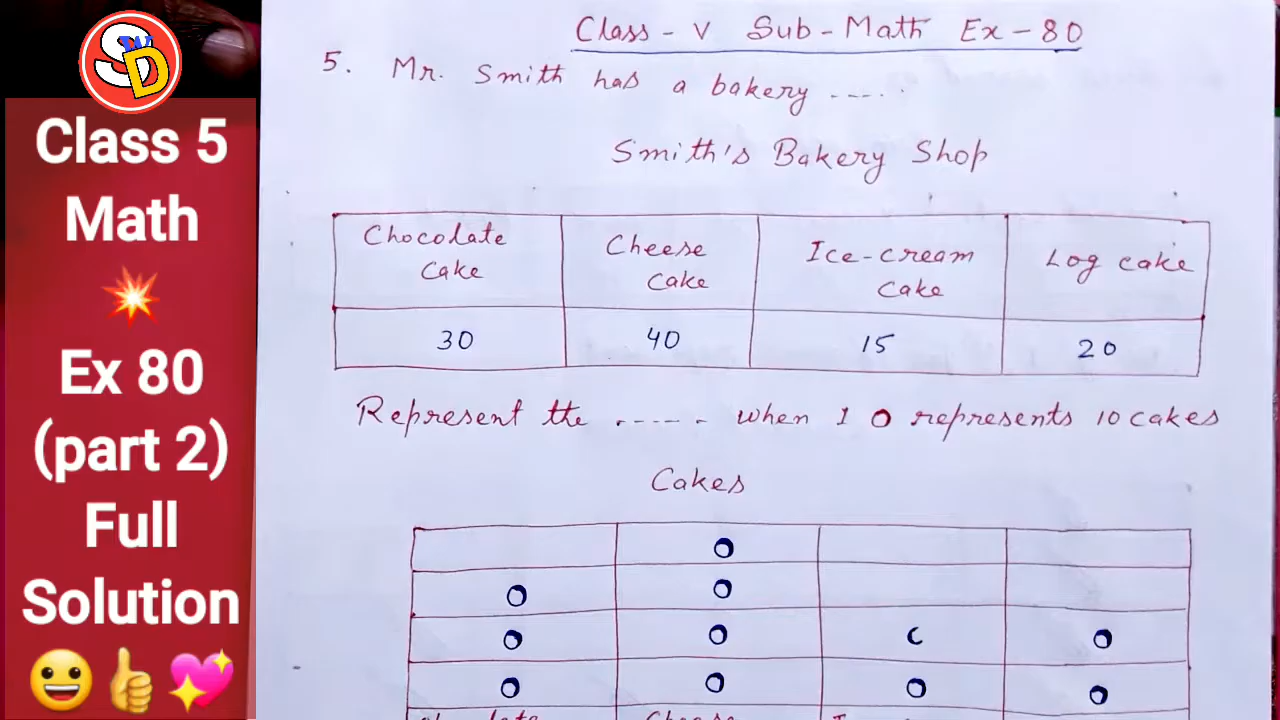 SWD
Class 5
Math
💥
Ex 80
(part 2)
Full
Solution
😀👍💖
Class - V Sub - Math Ex - 80
5. Mr. Smith has a bakery .....
Smith's Bakery Shop
Chocolate Cake Cheese Cake Ice-cream Cake Log cake
30 40 15 20
Represent the ...... when 1 O represents 10 cakes
Cakes